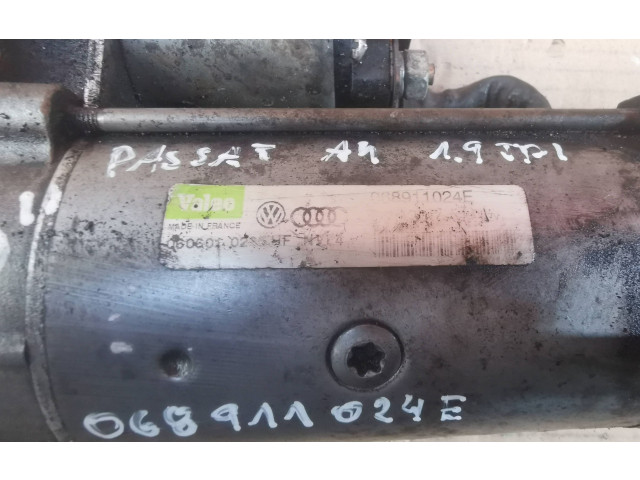 PASSAT A4 1.9 TDI
Valeo
068911024E
MADE IN FRANCE
068911024E